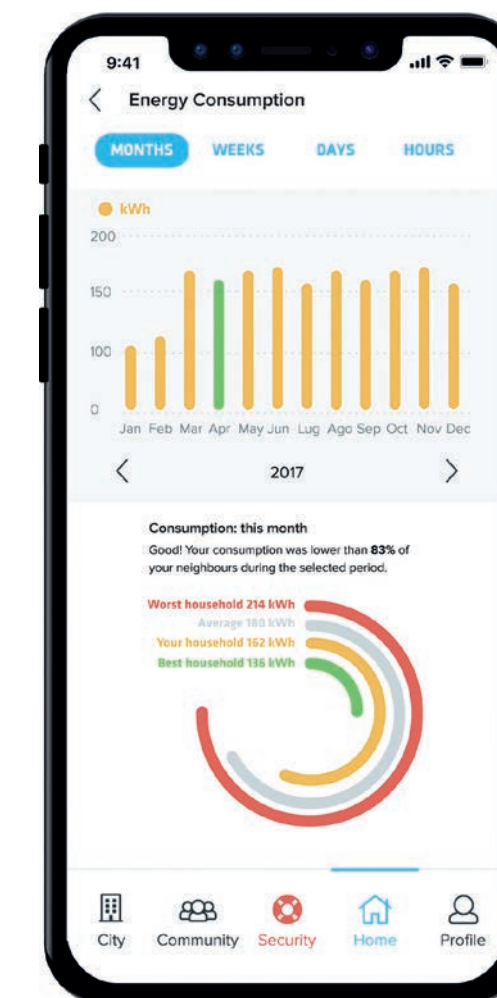 9:41
Energy Consumption
MONTHS WEEKS DAYS HOURS
kWh
200
150
100
0
Jan Feb Mar Apr May Jun Lug Ago Sep Oct Nov Dec
2017
Consumption: this month
Good! Your consumption was lower than 83% of
your neighbours during the selected period.
Worst household 214 kWh
Average 180 kWh
Your household 162 kWh
Best household 136 kWh
City Community Security Home Profile